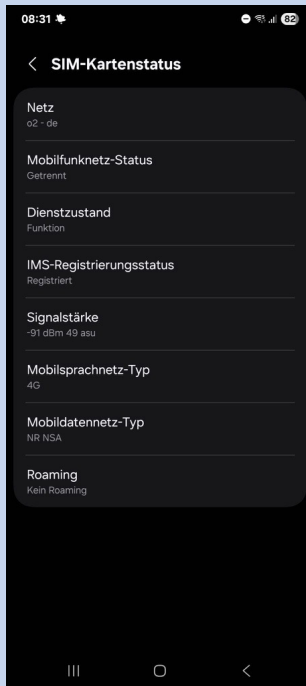 08:31
82
SIM-Kartenstatus
Netz
o2 - de
Mobilfunknetz-Status
Getrennt
Dienstzustand
Funktion
IMS-Registrierungsstatus
Registriert
Signalstärke
-91 dBm 49 asu
Mobilsprachnetz-Typ
4G
Mobildatennetz-Typ
NR NSA
Roaming
Kein Roaming